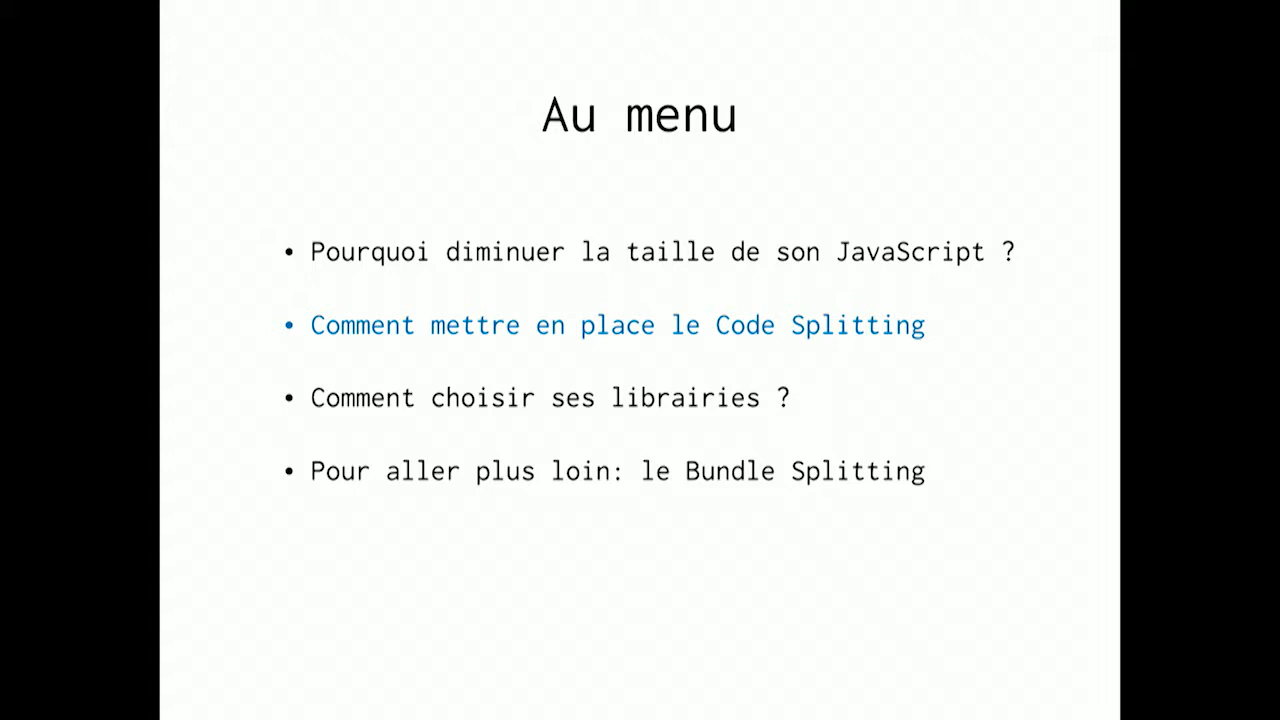 Au menu
• Pourquoi diminuer la taille de son JavaScript ?
• Comment mettre en place le Code Splitting
• Comment choisir ses librairies ?
• Pour aller plus loin: le Bundle Splitting